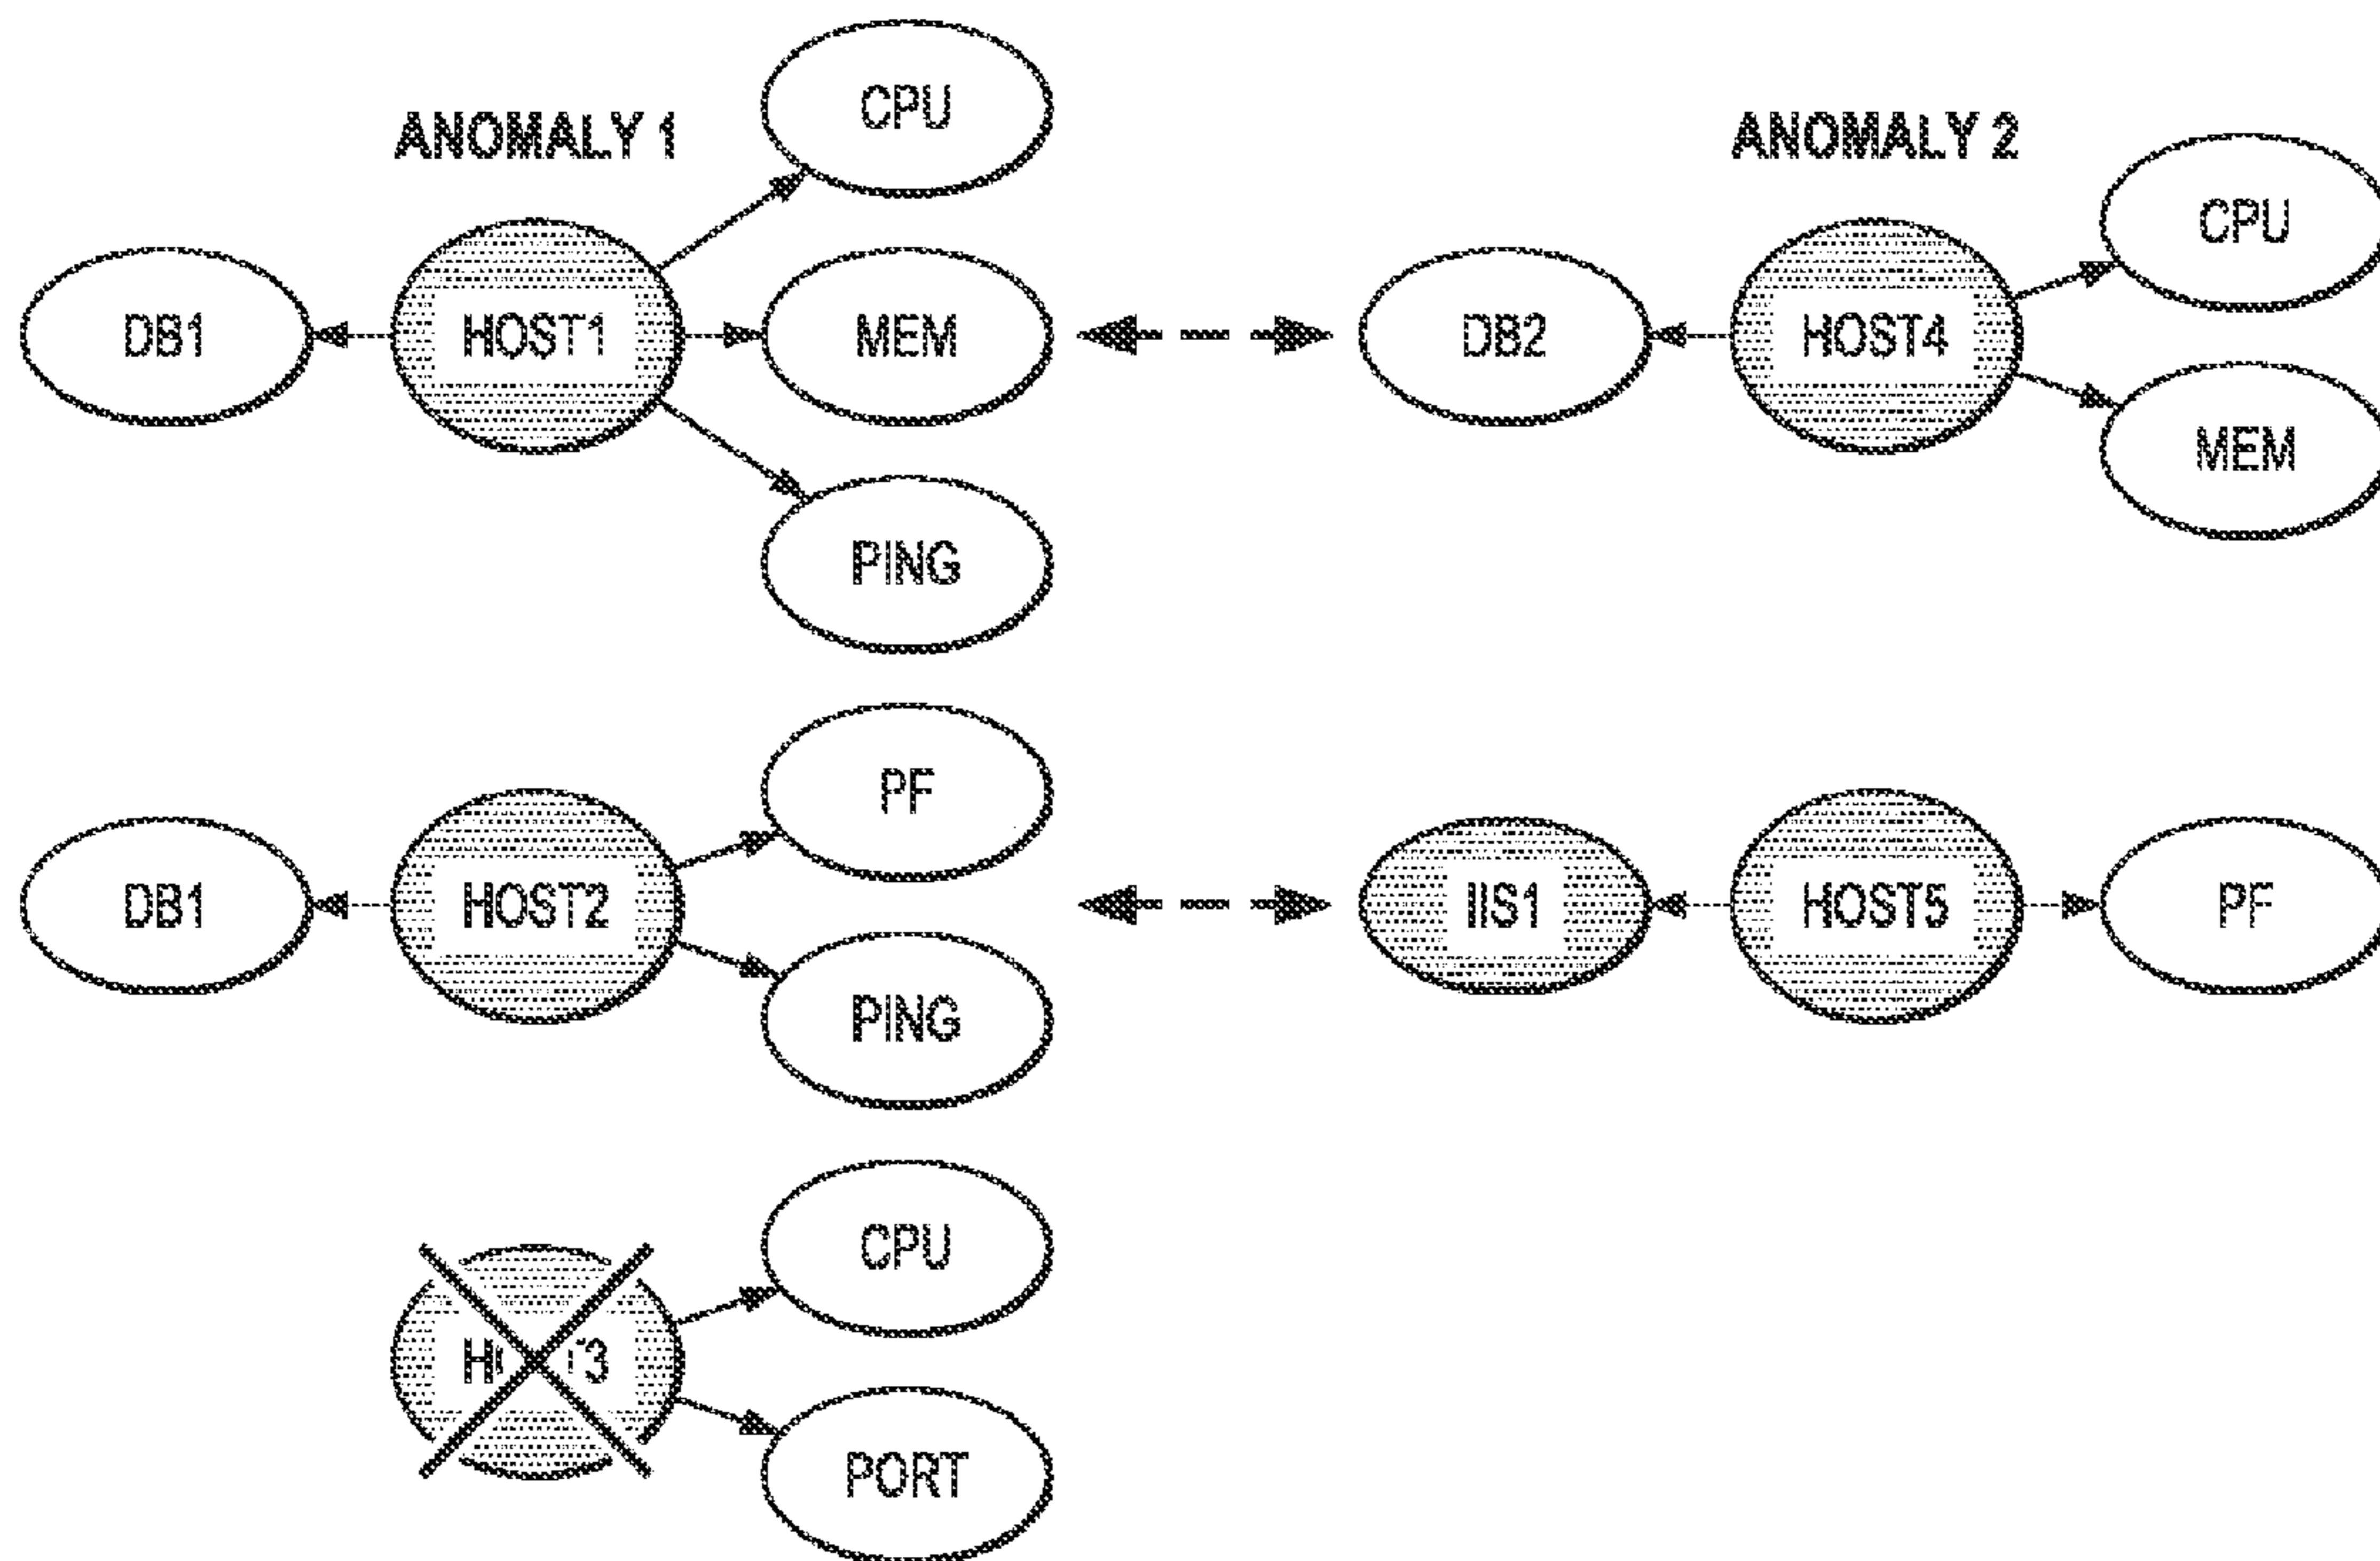 ANOMALY 1
CPU
DB1
HOST1
MEM
PING
ANOMALY 2
CPU
DB2
HOST4
MEM
PF
DB1
HOST2
PING
IIS1
HOST5
PF
CPU
PORT